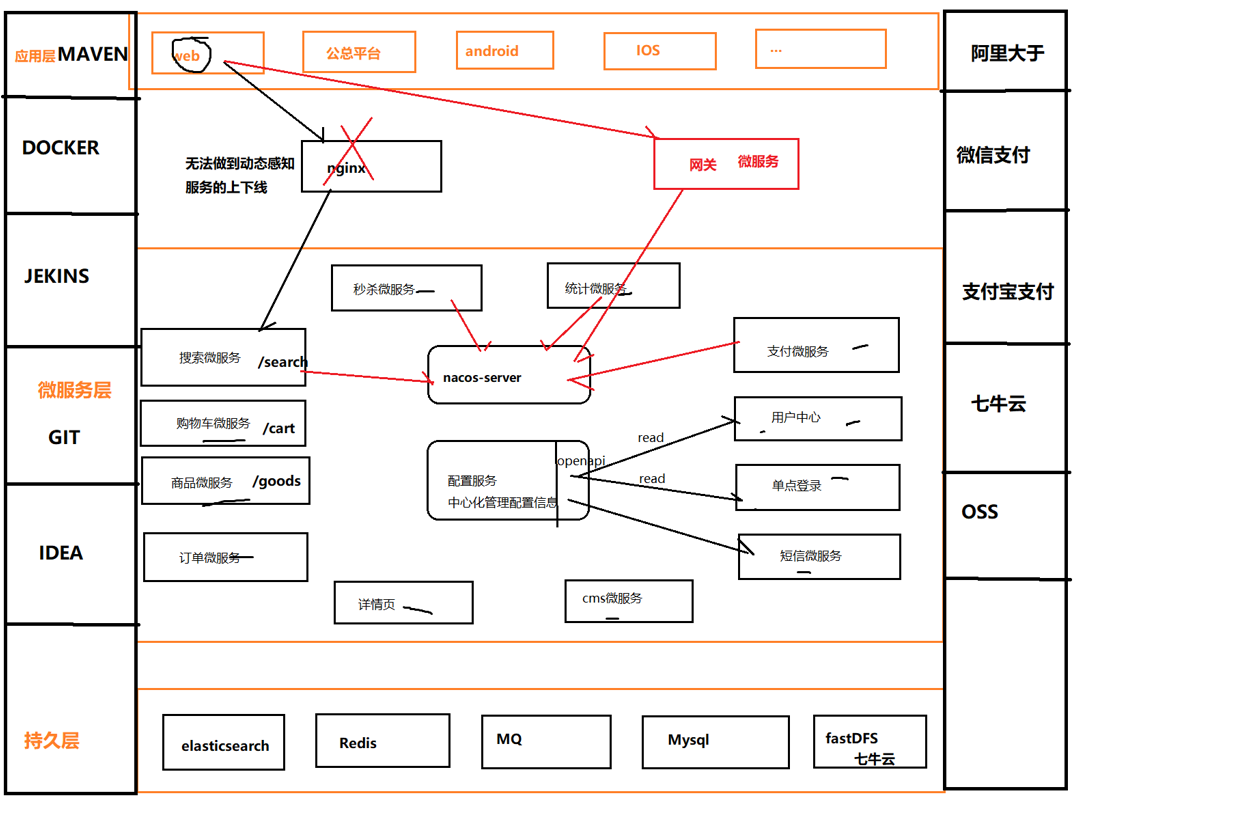 应用层MAVEN
web
公总平台
android
IOS
...
阿里大于
DOCKER
无法做到动态感知
服务的上下线
nginx
网关 微服务
微信支付
JEKINS
秒杀微服务
统计微服务
支付宝支付
搜索微服务 /search
nacos-server
支付微服务
微服务层
GIT
购物车微服务 /cart
商品微服务 /goods
配置服务
中心化管理配置信息
openapi
read
read
用户中心
单点登录
七牛云
IDEA
订单微服务
短信微服务
OSS
详情页
cms微服务
持久层
elasticsearch
Redis
MQ
Mysql
fastDFS
七牛云